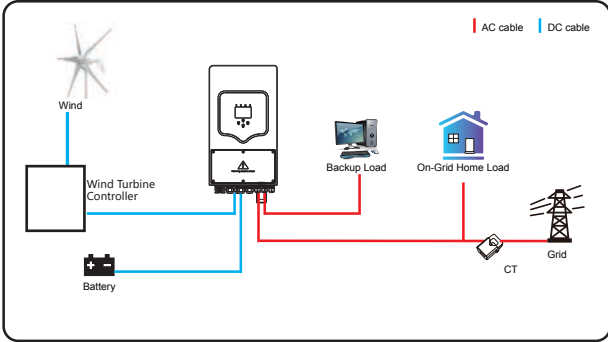 AC cable
DC cable
Wind
Wind Turbine
Controller
Battery
Backup Load
On-Grid Home Load
CT
Grid